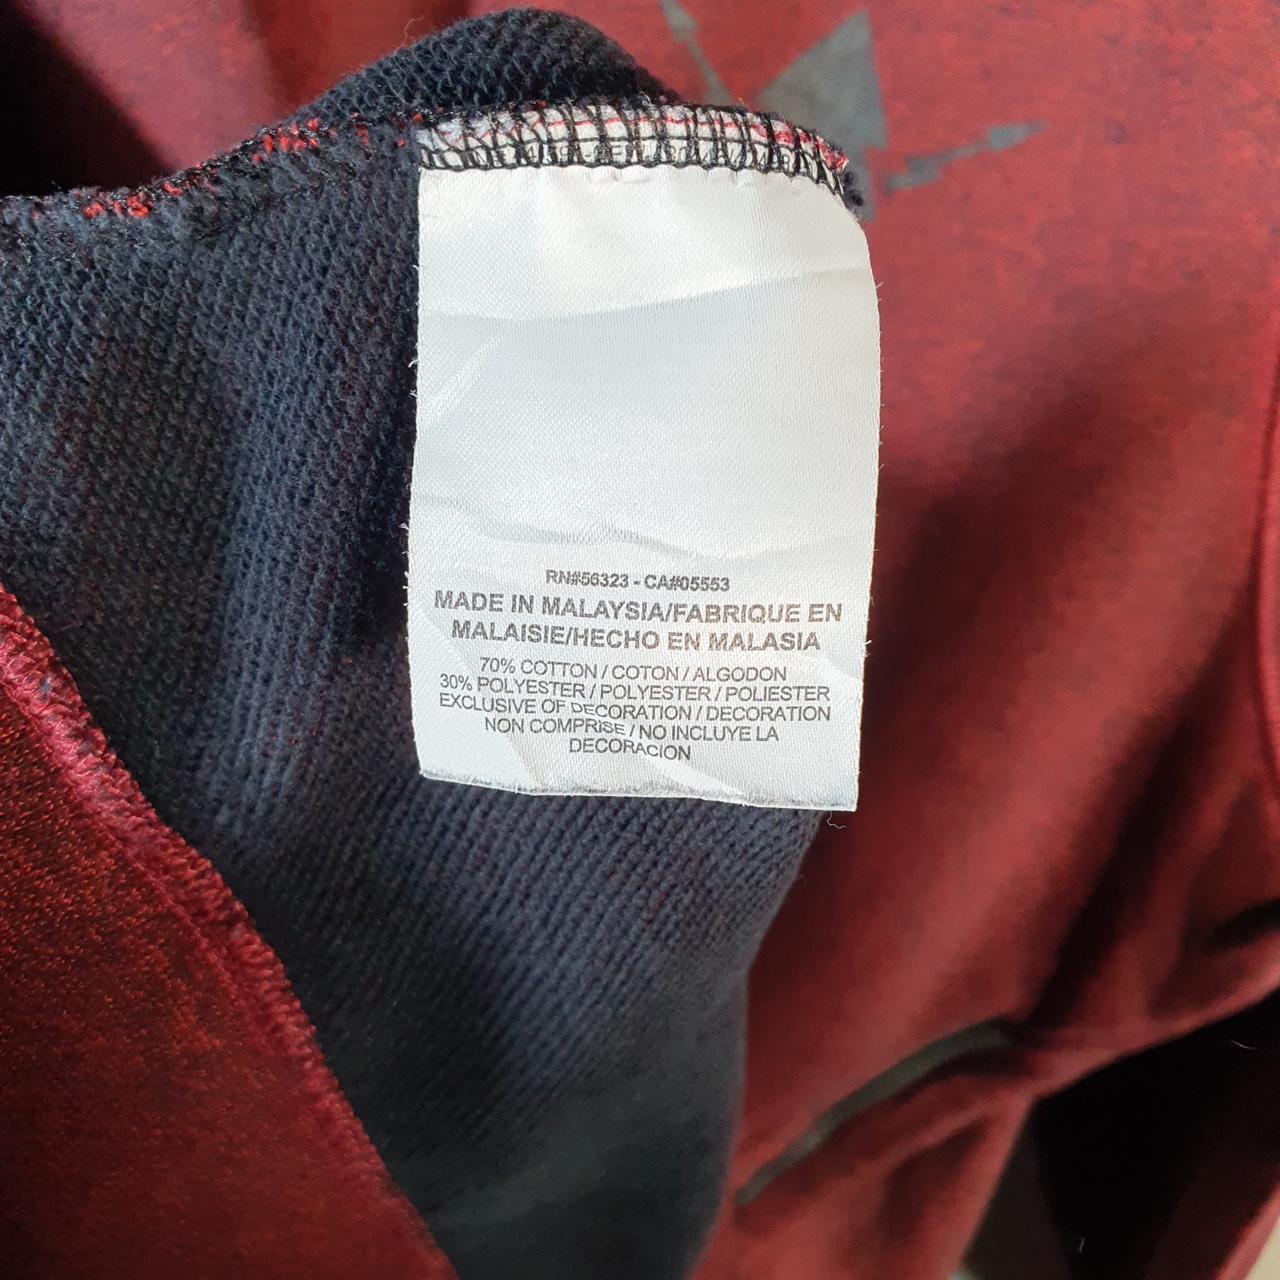 RN#56323 - CA#05553
MADE IN MALAYSIA/FABRIQUE EN
MALAISIE/HECHO EN MALASIA
70% COTTON / COTON / ALGODON
30% POLYESTER / POLYESTER / POLIESTER
EXCLUSIVE OF DECORATION / DECORATION
NON COMPRISE / NO INCLUYE LA
DECORACION